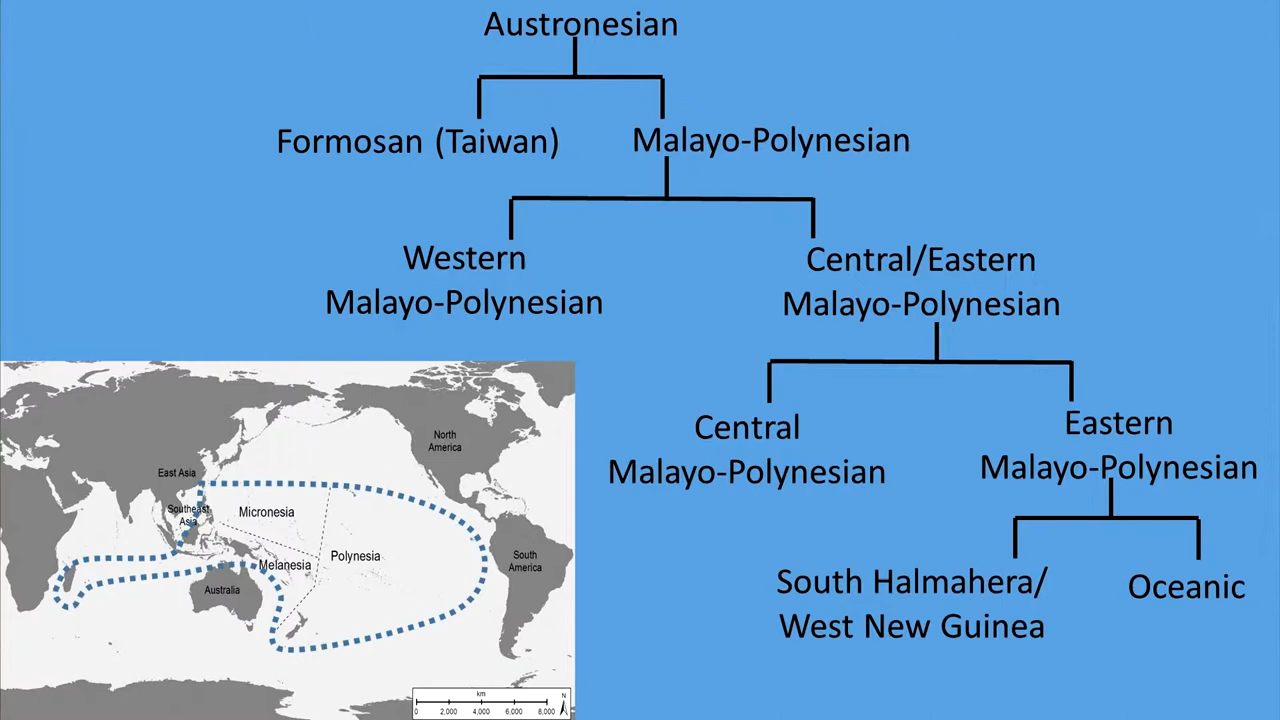 Austronesian
Formosan (Taiwan)
Malayo-Polynesian
Western
Malayo-Polynesian
Central/Eastern
Malayo-Polynesian
Central
Malayo-Polynesian
Eastern
Malayo-Polynesian
South Halmahera/
West New Guinea
Oceanic
North
America
East Asia
Southeast
Asia
Micronesia
Melanesia
Polynesia
South
America
Australia
km
N
0 2,000 4,000 6,000 8,000